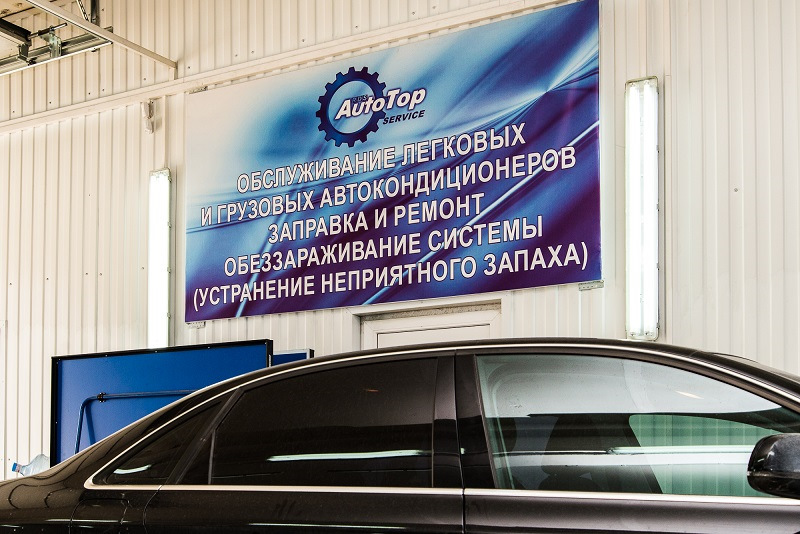 AutoTop
SERVICE
ОБСЛУЖИВАНИЕ ЛЕГКОВЫХ
И ГРУЗОВЫХ АВТОКОНДИЦИОНЕРОВ
ЗАПРАВКА И РЕМОНТ
ОБЕЗЗАРАЖИВАНИЕ СИСТЕМЫ
(УСТРАНЕНИЕ НЕПРИЯТНОГО ЗАПАХА)